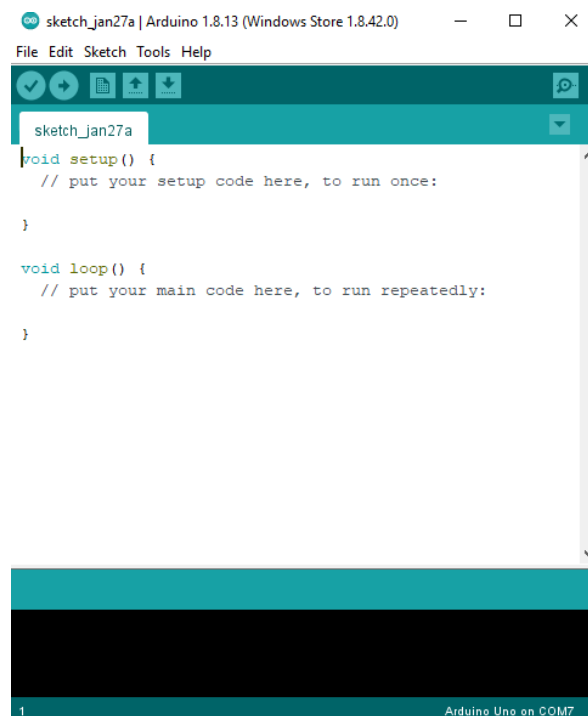 sketch_jan27a | Arduino 1.8.13 (Windows Store 1.8.42.0)
File Edit Sketch Tools Help
sketch_jan27a
void setup() {
  // put your setup code here, to run once:
}
void loop() {
  // put your main code here, to run repeatedly:
}
1 Arduino Uno on COM7